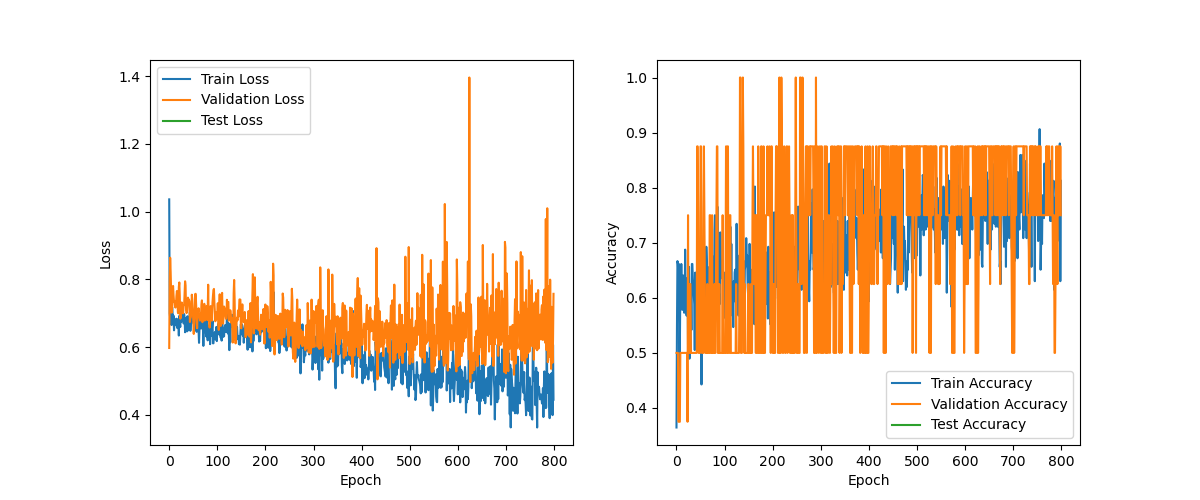 Train Loss
Validation Loss
Test Loss
1.4
1.2
1.0
0.8
0.6
0.4
Loss
0 100 200 300 400 500 600 700 800
Epoch
1.0
0.9
0.8
0.7
0.6
0.5
0.4
Accuracy
Train Accuracy
Validation Accuracy
Test Accuracy
0 100 200 300 400 500 600 700 800
Epoch